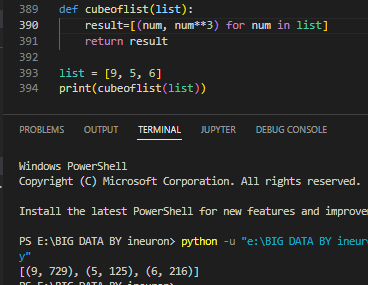 389 def cubeoflist(list):
390 result=[(num, num**3) for num in list]
391 return result
392
393 list = [9, 5, 6]
394 print(cubeoflist(list))
PROBLEMS OUTPUT TERMINAL JUPYTER DEBUG CONSOLE
Windows PowerShell
Copyright (C) Microsoft Corporation. All rights reserved.
Install the latest PowerShell for new features and
PS E:\BIG DATA BY ineuron> python -u "e:\BIG DATA BY
y"
[(9, 729), (5, 125), (6, 216)]
PS E:\BIG DATA BY ineuron>